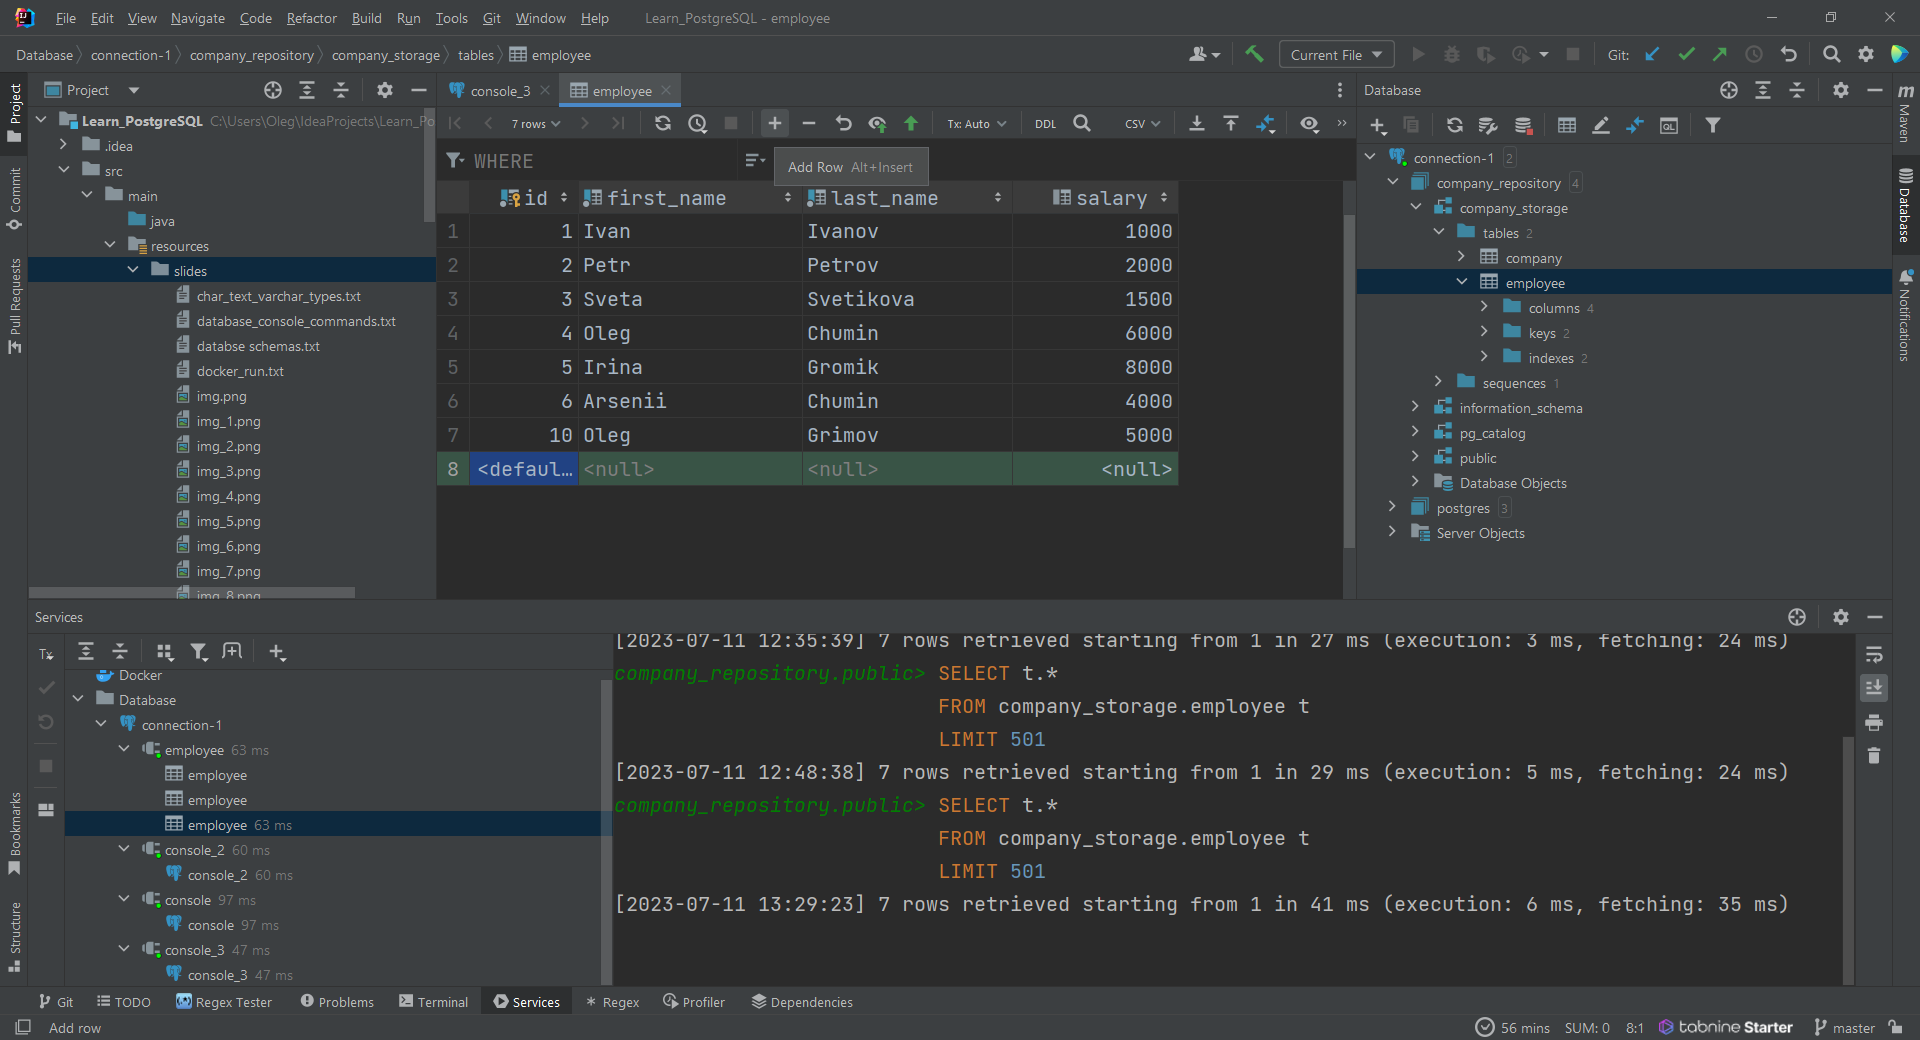 File Edit View Navigate Code Refactor Build Run Tools Git Window Help Learn_PostgreSQL - employee
Database connection-1 company_repository company_storage tables employee
Current File
Git:
Project
Learn_PostgreSQL C:\Users\Oleg\IdeaProjects\Learn_Po
.idea
src
main
java
resources
slides
char_text_varchar_types.txt
database_console_commands.txt
databse schemas.txt
docker_run.txt
img.png
img_1.png
img_2.png
img_3.png
img_4.png
img_5.png
img_6.png
img_7.png
img_8.png
Project
Commit
Pull Requests
Bookmarks
Structure
console_3
employee
7 rows
Tx: Auto
DDL
CSV
WHERE
Add Row Alt+Insert
id first_name last_name salary
1 1 Ivan Ivanov 1000
2 2 Petr Petrov 2000
3 3 Sveta Svetikova 1500
4 4 Oleg Chumin 6000
5 5 Irina Gromik 8000
6 6 Arsenii Chumin 4000
7 10 Oleg Grimov 5000
8 <defaul… <null> <null> <null>
Database
connection-1 2
company_repository 4
company_storage
tables 2
company
employee
columns 4
keys 2
indexes 2
sequences 1
information_schema
pg_catalog
public
Database Objects
postgres 3
Server Objects
m Maven
Database
Notifications
Services
Tx
Docker
Database
connection-1
employee 63 ms
employee
employee
employee 63 ms
console_2 60 ms
console_2 60 ms
console 97 ms
console 97 ms
console_3 47 ms
console_3 47 ms
[2023-07-11 12:35:39] 7 rows retrieved starting from 1 in 27 ms (execution: 3 ms, fetching: 24 ms)
company_repository.public> SELECT t.*
FROM company_storage.employee t
LIMIT 501
[2023-07-11 12:48:38] 7 rows retrieved starting from 1 in 29 ms (execution: 5 ms, fetching: 24 ms)
company_repository.public> SELECT t.*
FROM company_storage.employee t
LIMIT 501
[2023-07-11 13:29:23] 7 rows retrieved starting from 1 in 41 ms (execution: 6 ms, fetching: 35 ms)
Git TODO Regex Tester Problems Terminal Services Regex Profiler Dependencies
Add row
56 mins SUM: 0 8:1 tabnine Starter master